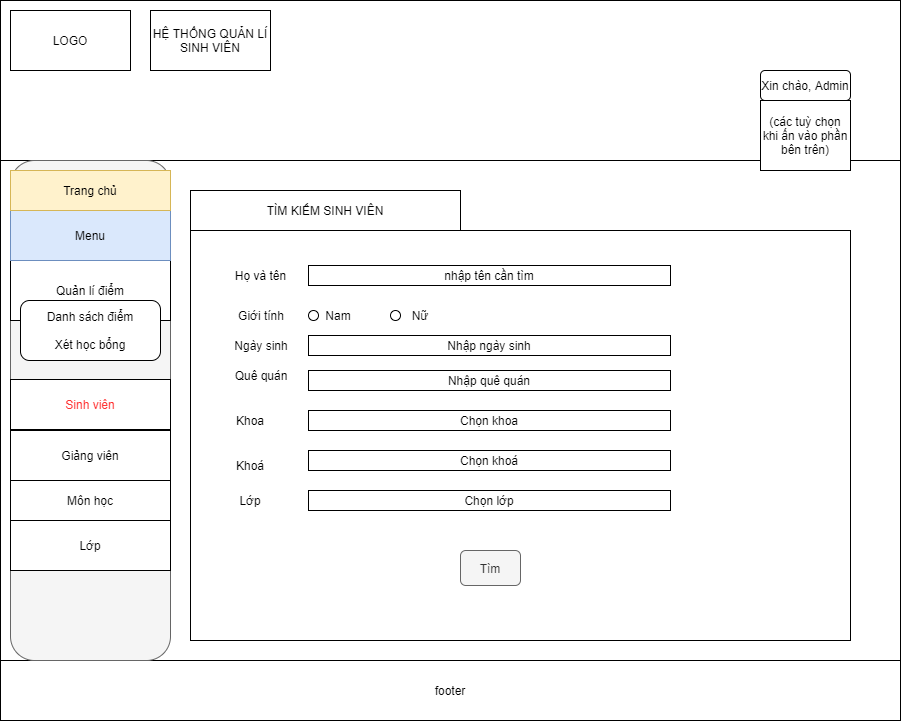 LOGO
HỆ THỐNG QUẢN LÍ
SINH VIÊN
Xin chào, Admin
(các tuỳ chọn
khi ấn vào phần
bên trên)
Trang chủ
Menu
Quản lí điểm
Danh sách điểm
Xét học bổng
Sinh viên
Giảng viên
Môn học
Lớp
TÌM KIẾM SINH VIÊN
Họ và tên
nhập tên cần tìm
Giới tính
Nam
Nữ
Ngày sinh
Nhập ngày sinh
Quê quán
Nhập quê quán
Khoa
Chọn khoa
Khoá
Chọn khoá
Lớp
Chọn lớp
Tìm
footer